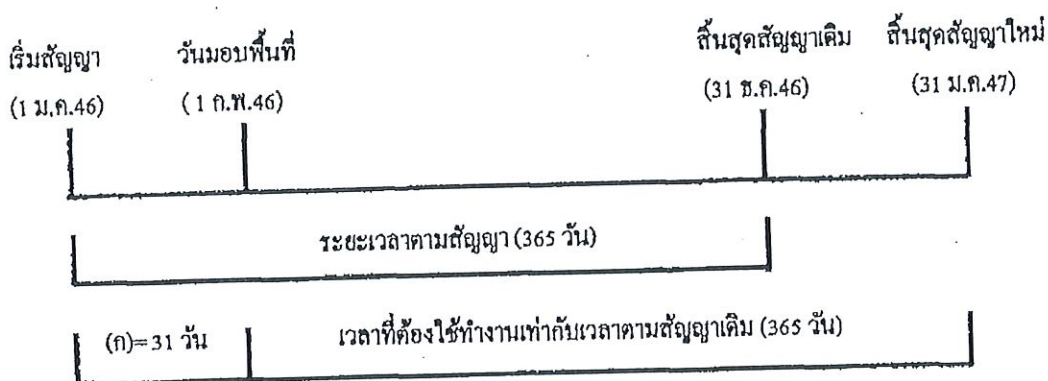 เริ่มสัญญา วันมอบพื้นที่ สิ้นสุดสัญญาเดิม สิ้นสุดสัญญาใหม่
(1 ม.ค.46) (1 ก.พ.46) (31 ธ.ค.46) (31 ม.ค.47)
ระยะเวลาตามสัญญา (365 วัน)
(ก)=31 วัน เวลาที่ต้องใช้ทำงานเท่ากับเวลาตามสัญญาเดิม (365 วัน)